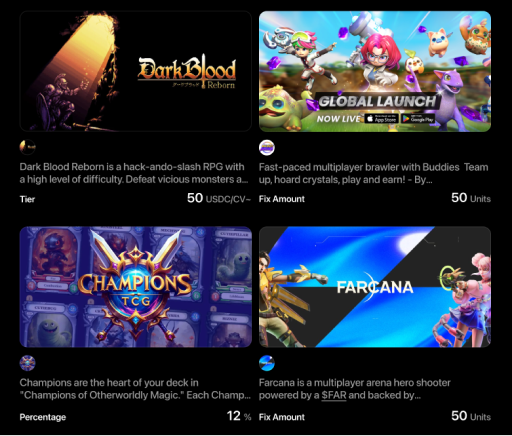 DarkBlood
ダークブラッド Reborn
GLOBAL LAUNCH
NOW LIVE App Store Google Play
Dark Blood Reborn is a hack-ando-slash RPG with
a high level of difficulty. Defeat vicious monsters a...
Tier 50 USDC/CV~
Fast-paced multiplayer brawler with Buddies Team
up, hoard crystals, play and earn! - By...
Fix Amount 50 Units
CHAMPIONS
TCG
FARCANA
Champions are the heart of your deck in
"Champions of Otherworldly Magic." Each Champ...
Percentage 12 %
Farcana is a multiplayer arena hero shooter
powered by a $FAR and backed by...
Fix Amount 50 Units